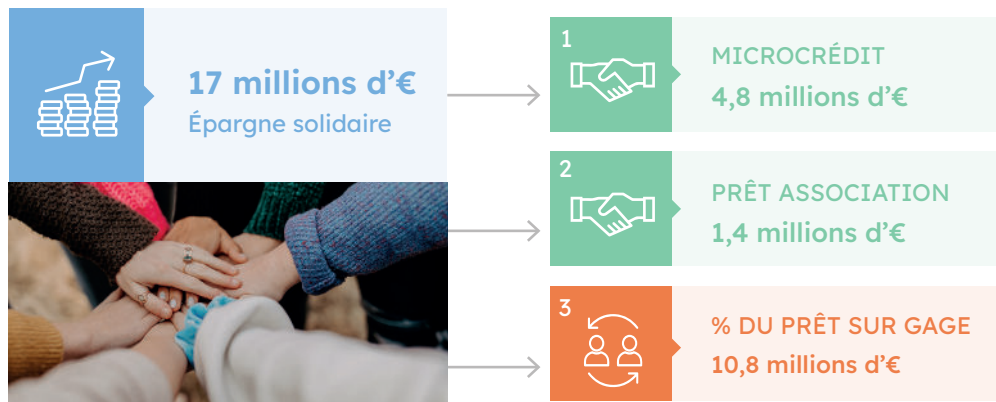 17 millions d’€
Épargne solidaire
1
MICROCRÉDIT
4,8 millions d’€
2
PRÊT ASSOCIATION
1,4 millions d’€
3
% DU PRÊT SUR GAGE
10,8 millions d’€